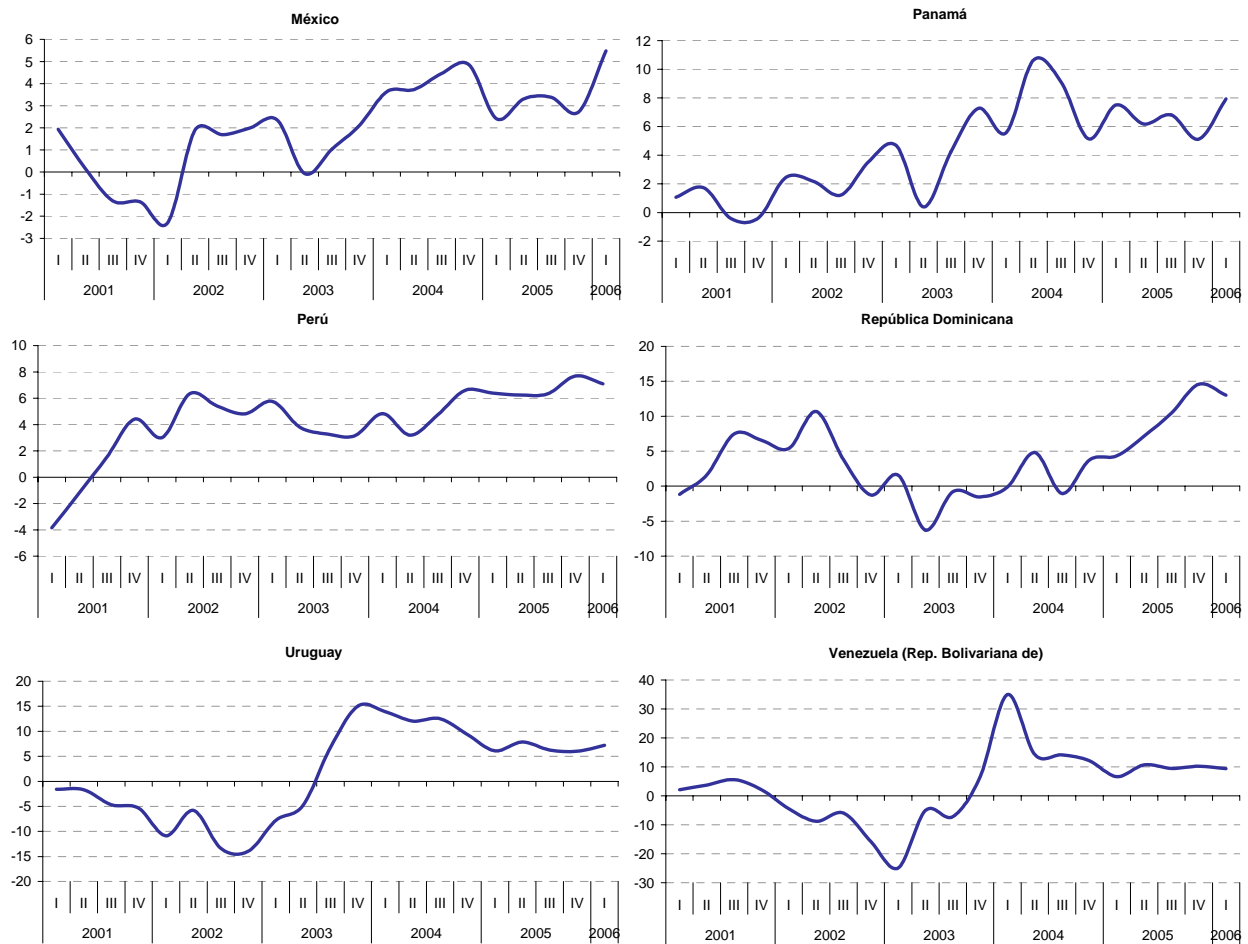 México
6
5
4
3
2
1
0
-1
-2
-3
I II III IV I II III IV I II III IV I II III IV I II III IV I
2001 2002 2003 2004 2005 2006
Panamá
12
10
8
6
4
2
0
-2
I II III IV I II III IV I II III IV I II III IV I II III IV I
2001 2002 2003 2004 2005 2006
Perú
10
8
6
4
2
0
-2
-4
-6
I II III IV I II III IV I II III IV I II III IV I II III IV I
2001 2002 2003 2004 2005 2006
República Dominicana
20
15
10
5
0
-5
-10
I II III IV I II III IV I II III IV I II III IV I II III IV I
2001 2002 2003 2004 2005 2006
Uruguay
20
15
10
5
0
-5
-10
-15
-20
I II III IV I II III IV I II III IV I II III IV I II III IV I
2001 2002 2003 2004 2005 2006
Venezuela (Rep. Bolivariana de)
40
30
20
10
0
-10
-20
-30
I II III IV I II III IV I II III IV I II III IV I II III IV I
2001 2002 2003 2004 2005 2006